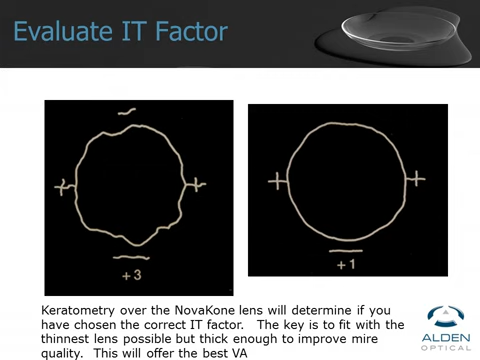 Evaluate IT Factor
+ 3
+ 1
Keratometry over the NovaKone lens will determine if you
have chosen the correct IT factor. The key is to fit with the
thinnest lens possible but thick enough to improve mire
quality. This will offer the best VA
ALDEN
OPTICAL